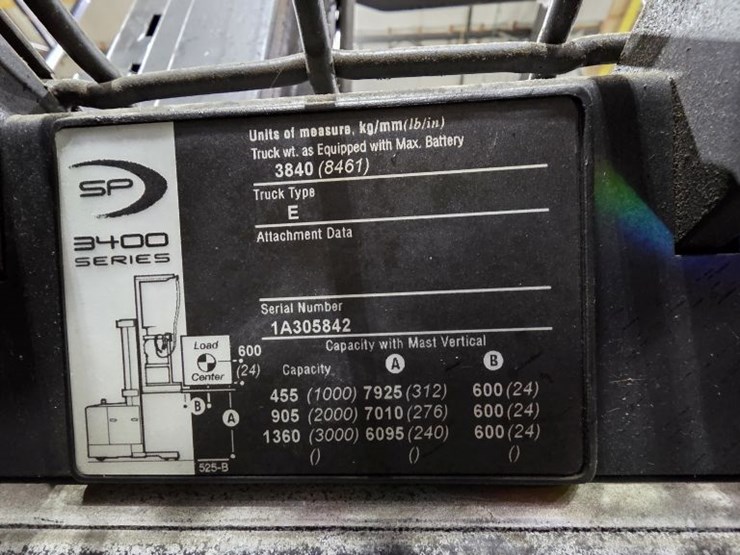 Units of measure, kg/mm(lb/in)
Truck wt. as Equipped with Max. Battery
3840 (8461)
Truck Type
E
Attachment Data
Serial Number
1A305842
SP
3400
SERIES
Load
Center
600
(24)
B
A
525-B
Capacity with Mast Vertical
Capacity A B
455 (1000) 7925 (312) 600 (24)
905 (2000) 7010 (276) 600 (24)
1360 (3000) 6095 (240) 600 (24)
() () ()